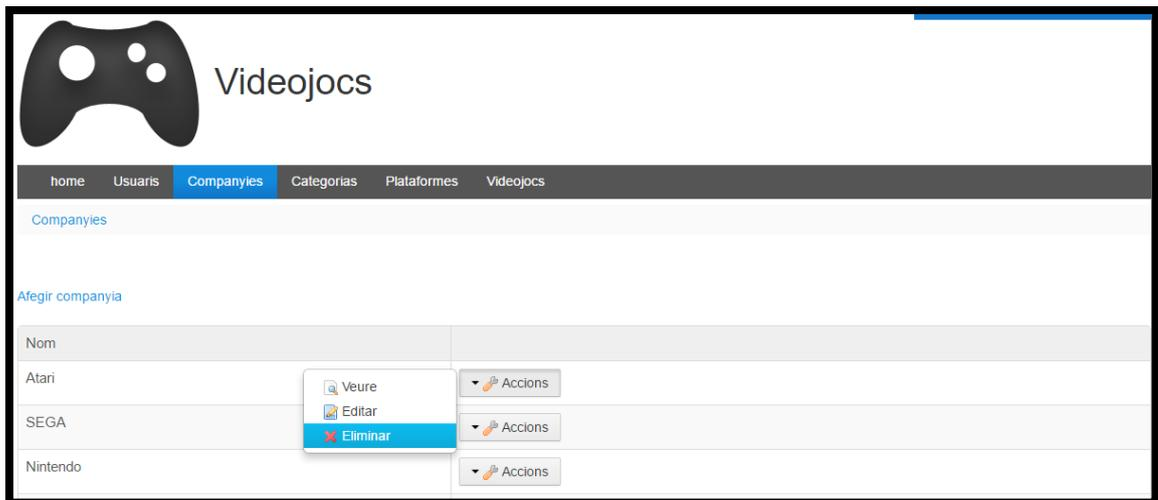 Videojocs
home Usuaris Companyies Categorias Plataformes Videojocs
Companyies
Afegir companyia
Nom
Atari
Accions
Veure
Editar
Eliminar
SEGA
Accions
Nintendo
Accions